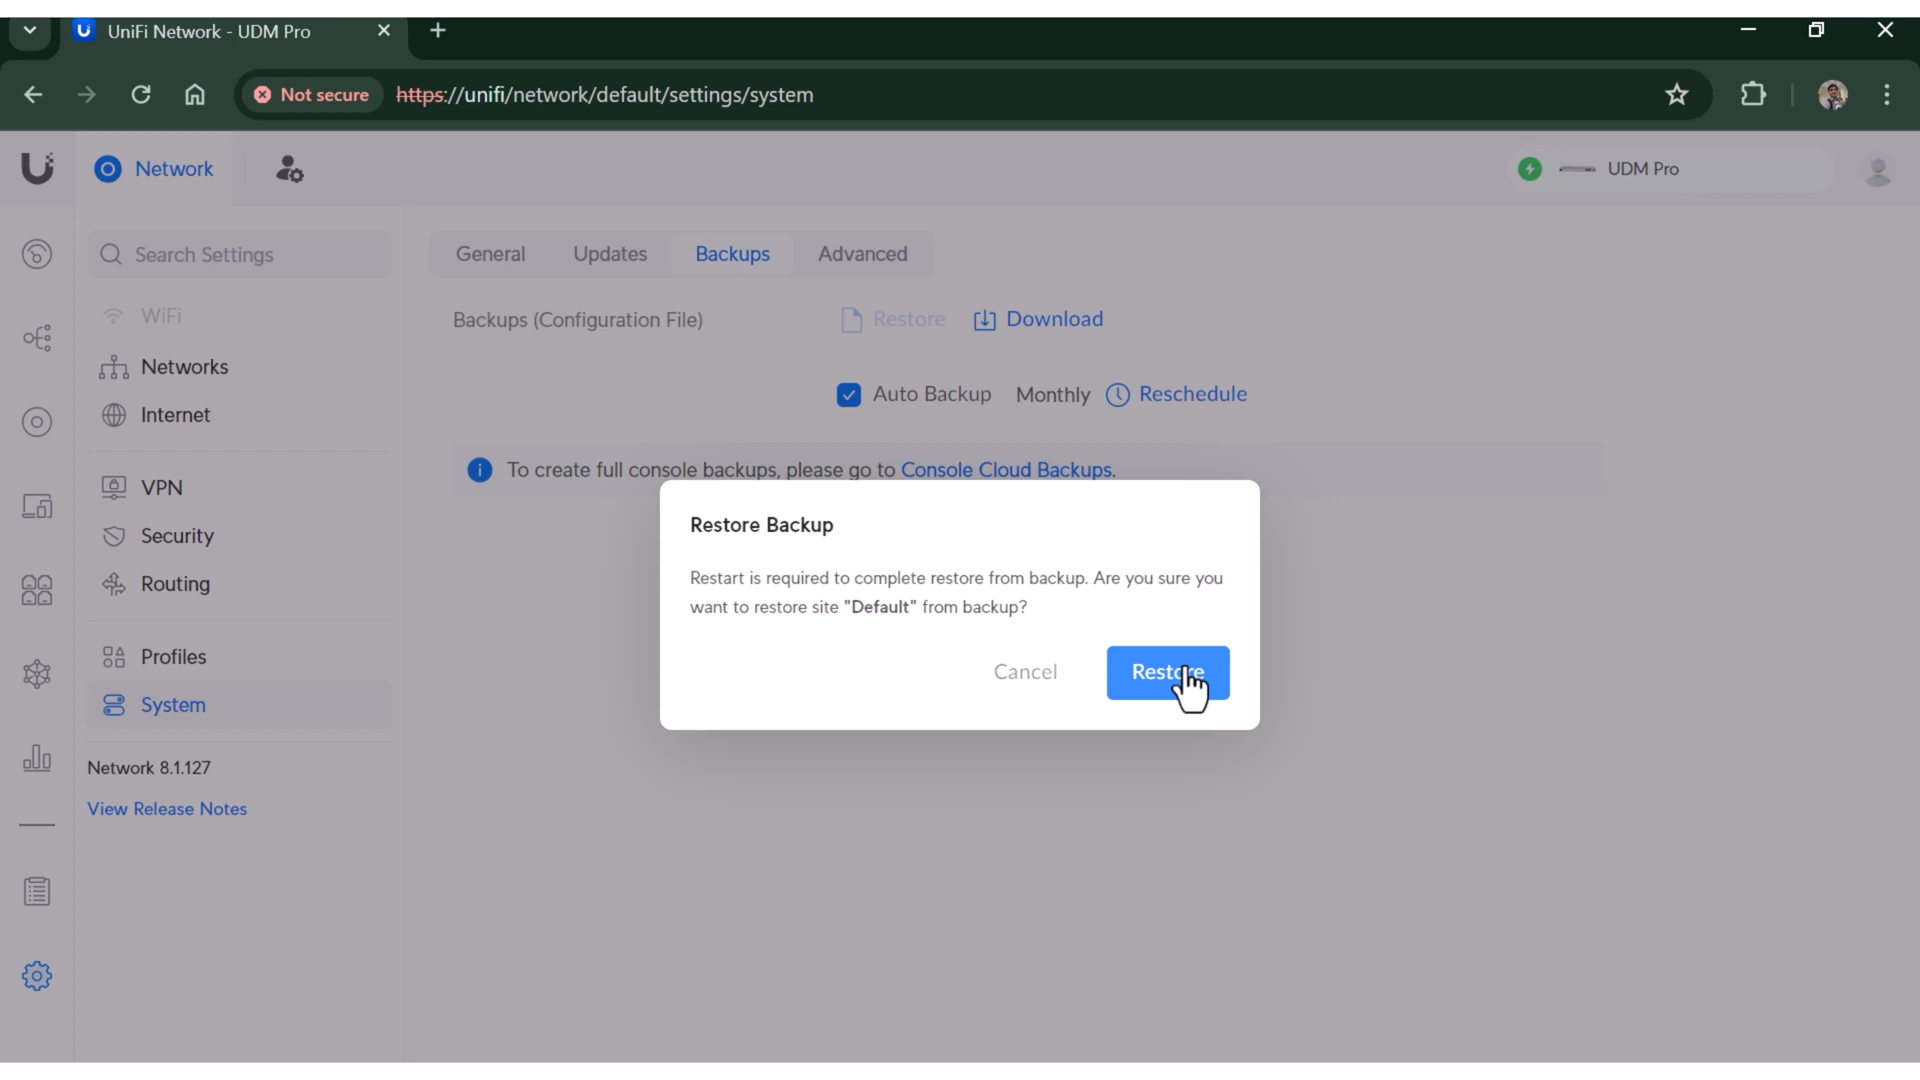 UniFi Network - UDM Pro
Not secure
https://unifi/network/default/settings/system
Network
UDM Pro
Search Settings
WiFi
Networks
Internet
VPN
Security
Routing
Profiles
System
Network 8.1.127
View Release Notes
General Updates Backups Advanced
Backups (Configuration File)
Restore Download
Auto Backup Monthly Reschedule
To create full console backups, please go to Console Cloud Backups.
Restore Backup
Restart is required to complete restore from backup. Are you sure you
want to restore site "Default" from backup?
Cancel Restore